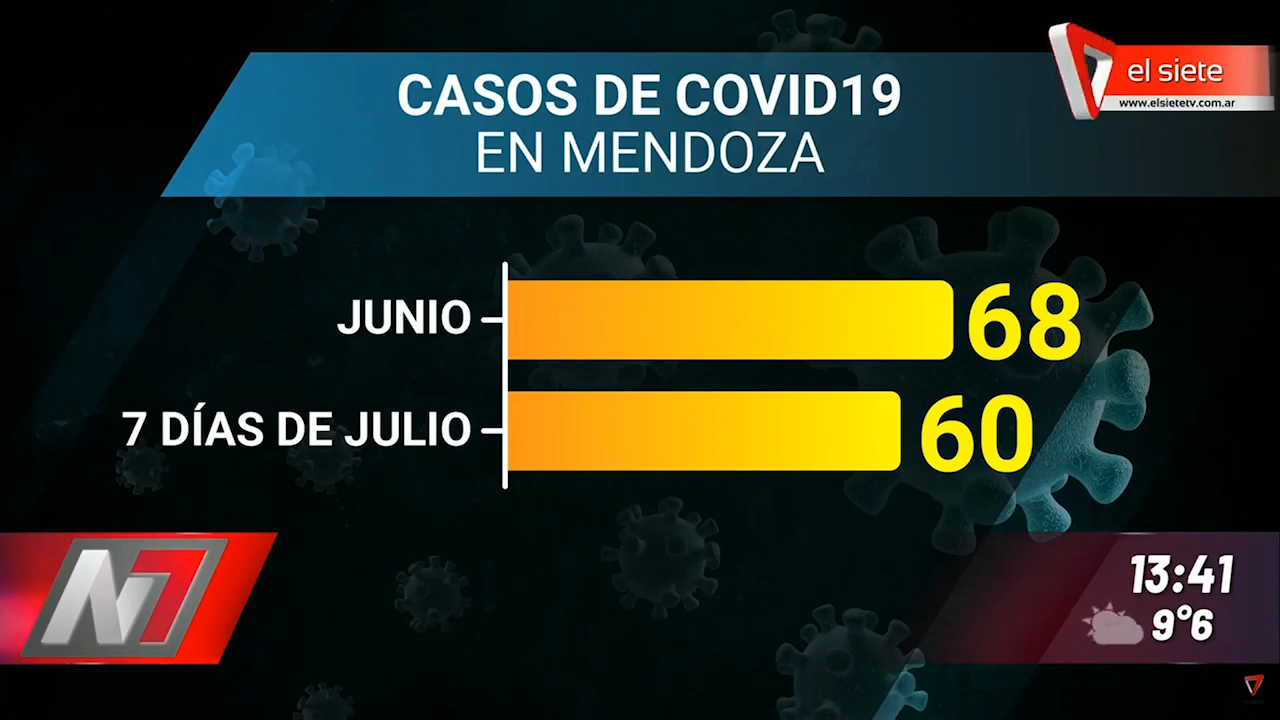 CASOS DE COVID19
EN MENDOZA
el siete
www.elsietetv.com.ar
JUNIO 68
7 DÍAS DE JULIO 60
N7
13:41
9°6